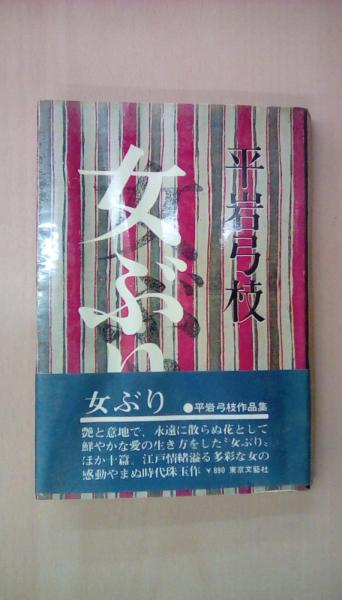 平岩弓枝
女ぶり
女ぶり ●平岩弓枝作品集
艶と意地で、永遠に散らぬ花として
鮮やかな愛の生き方をした〝女ぶり〟
ほか十篇。江戸情緒溢る多彩な女の
感動やまぬ時代珠玉作 ￥890 東京文藝社